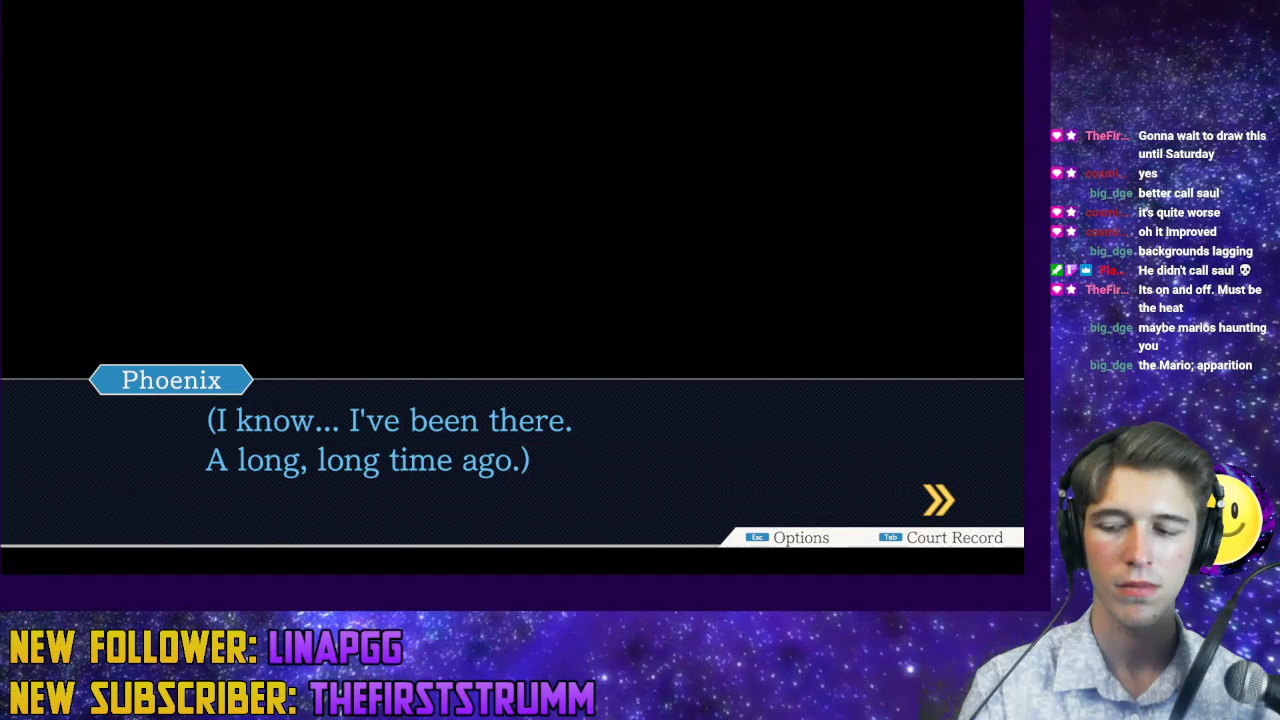 Phoenix
(I know... I've been there.
A long, long time ago.)
Esc Options Tab Court Record
TheFir... Gonna wait to draw this
until Saturday
yes
big_dge better call saul
it's quite worse
oh it improved
big_dge backgrounds lagging
He didn't call saul 💀
TheFir... Its on and off. Must be
the heat
big_dge maybe marios haunting
you
big_dge the Mario; apparition
NEW FOLLOWER: LINAPGG
NEW SUBSCRIBER: THEFIRSTSTRUMM